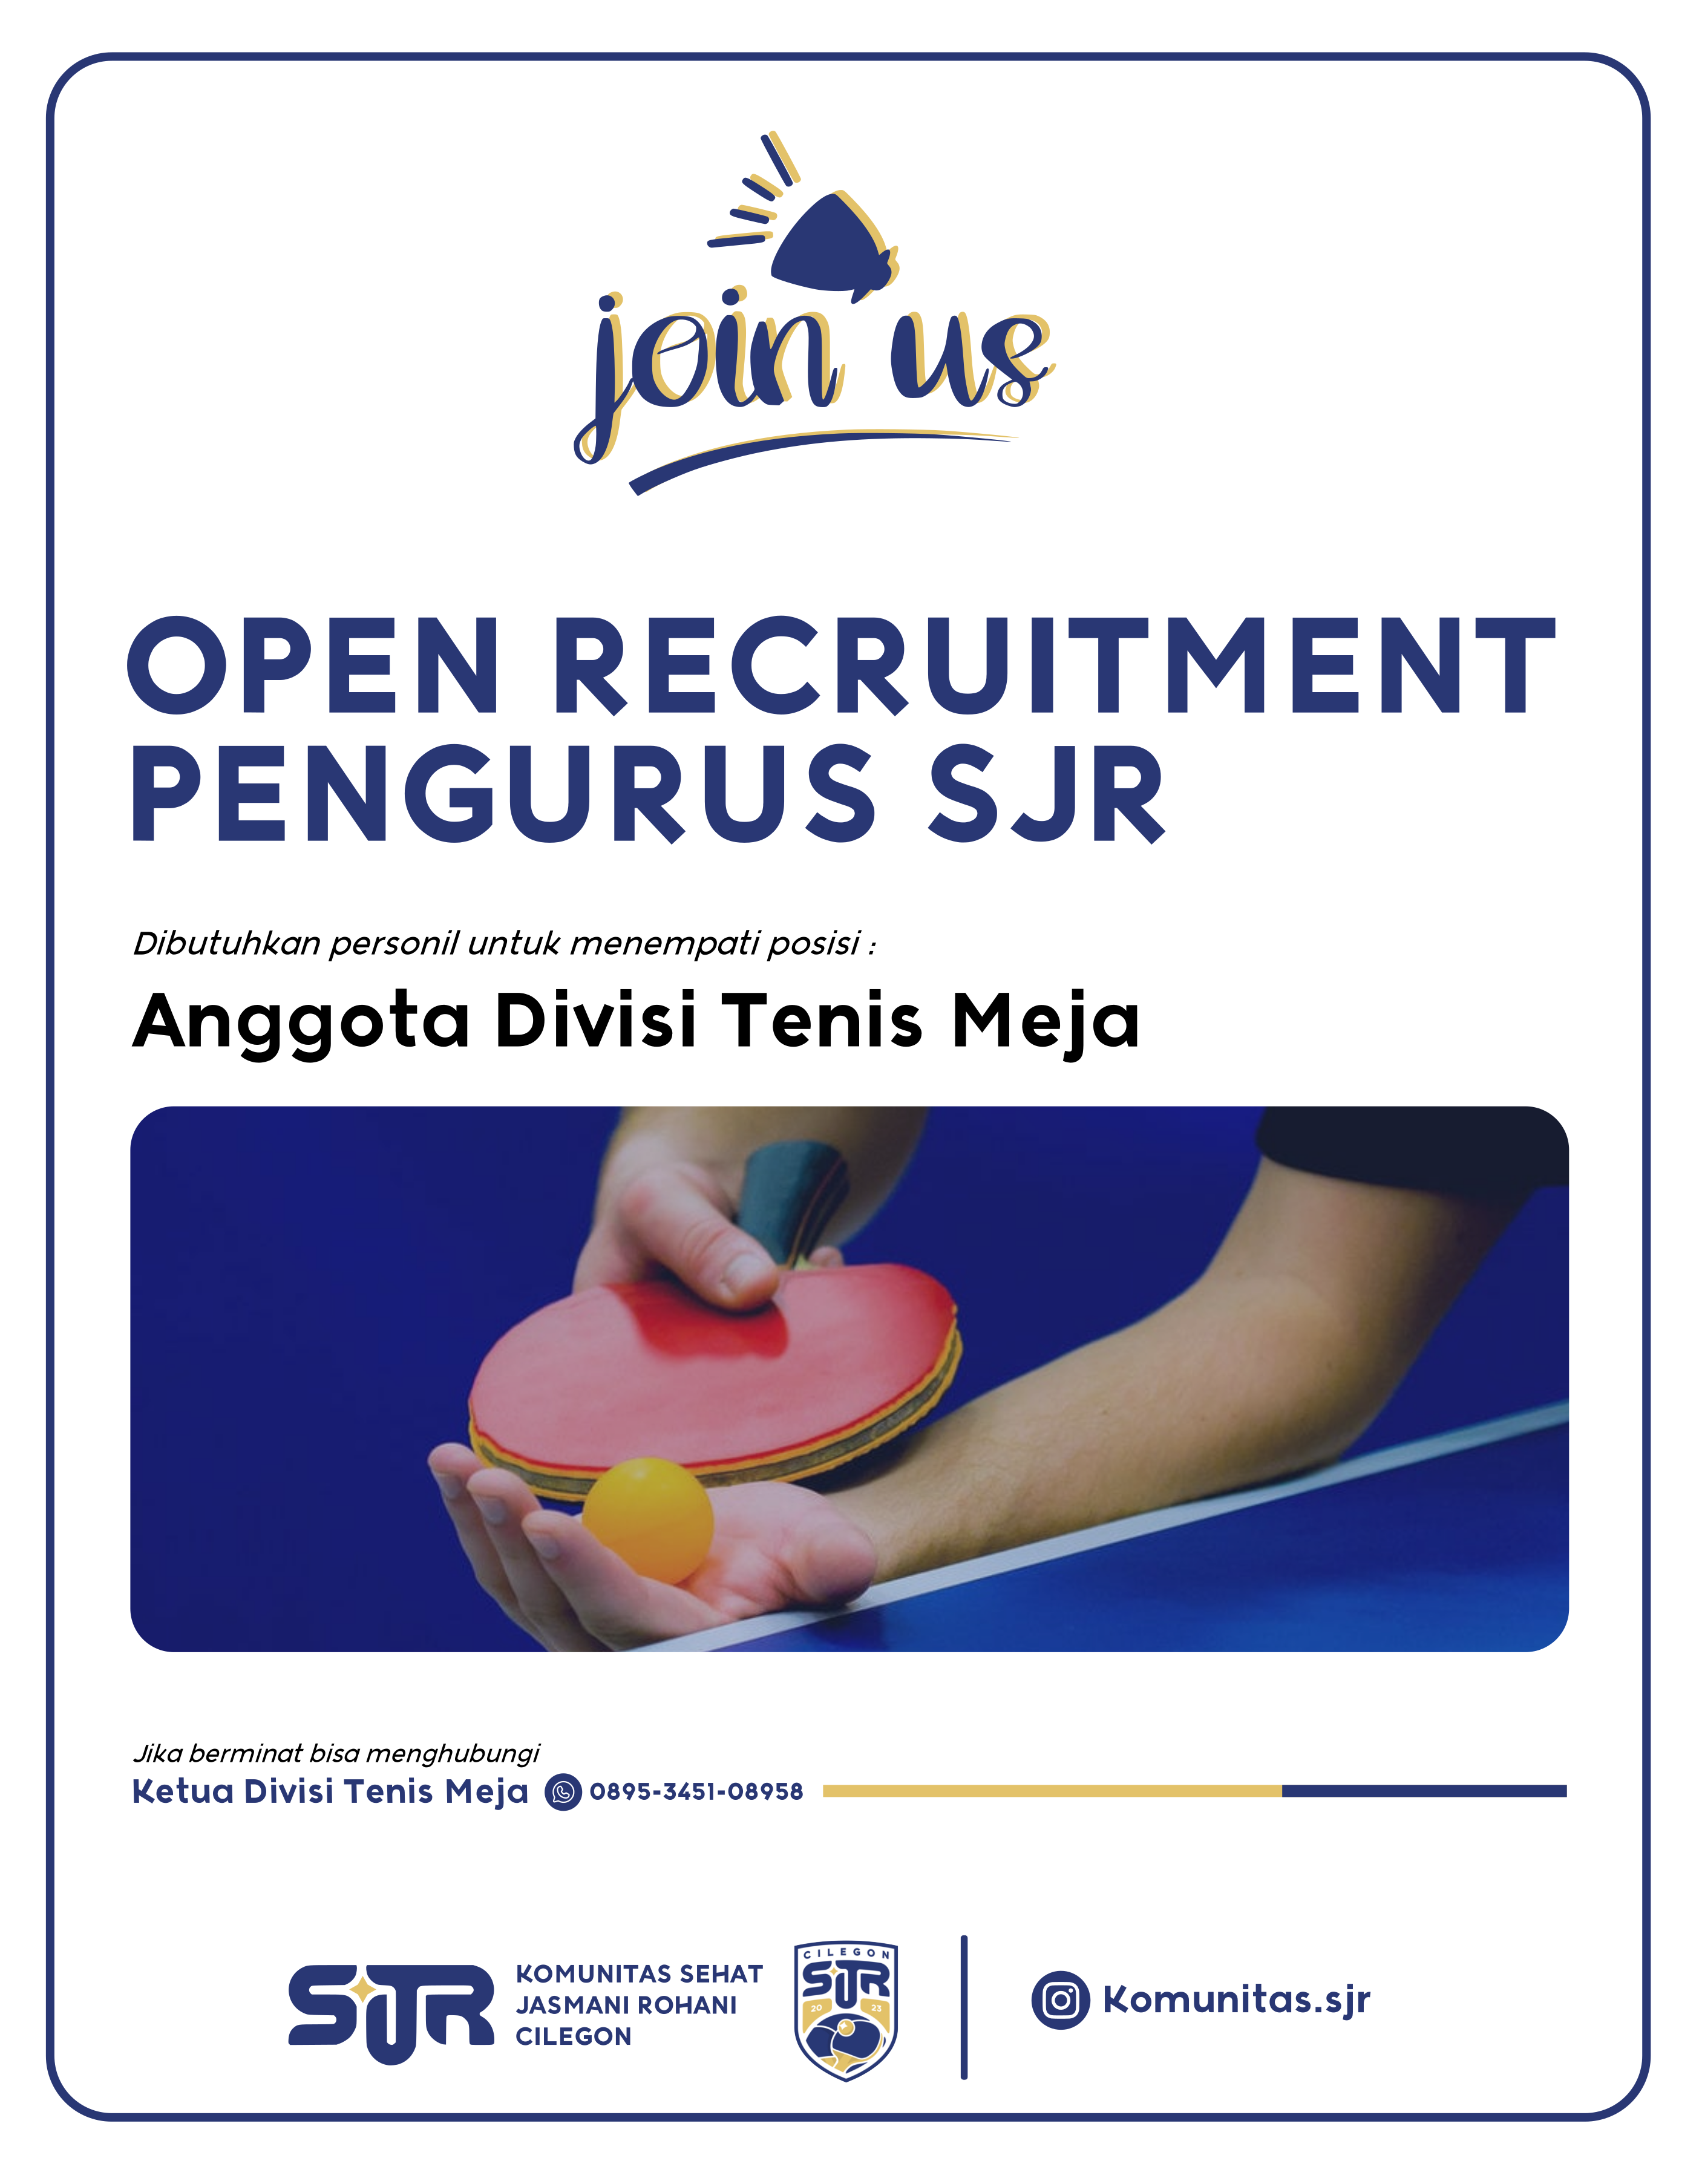 join us
OPEN RECRUITMENT
PENGURUS SJR
Dibutuhkan personil untuk menempati posisi :
Anggota Divisi Tenis Meja
Jika berminat bisa menghubungi
Ketua Divisi Tenis Meja 0895-3451-08958
SJR
KOMUNITAS SEHAT
JASMANI ROHANI
CILEGON
CILEGON
SJR
20 23
Komunitas.sjr